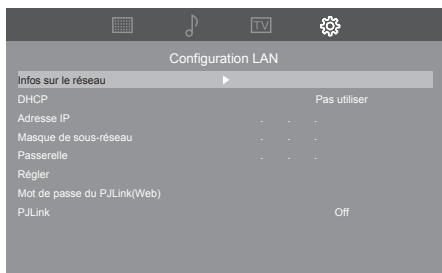 TV
Configuration LAN
Infos sur le réseau
DHCP Pas utiliser
Adresse IP . . .
Masque de sous-réseau . . .
Passerelle . . .
Régler
Mot de passe du PJLink(Web)
PJLink Off